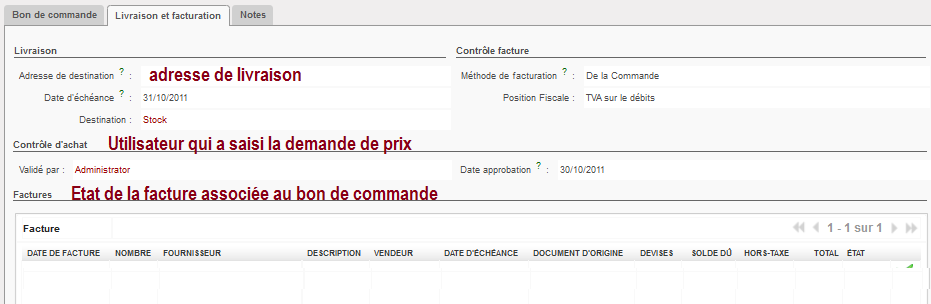 Bon de commande Livraison et facturation Notes
Livraison Contrôle facture
Adresse de destination ? : adresse de livraison Méthode de facturation ? : De la Commande
Date d'échéance ? : 31/10/2011 Position Fiscale : TVA sur le débits
Destination : Stock
Contrôle d'achat Utilisateur qui a saisi la demande de prix
Validé par : Administrator Date approbation ? : 30/10/2011
Factures Etat de la facture associée au bon de commande
Facture 1 - 1 sur 1
DATE DE FACTURE NOMBRE FOURNISSEUR DESCRIPTION VENDEUR DATE D'ÉCHÉANCE DOCUMENT D'ORIGINE DEVISES SOLDE DÛ HORS-TAXE TOTAL ÉTAT